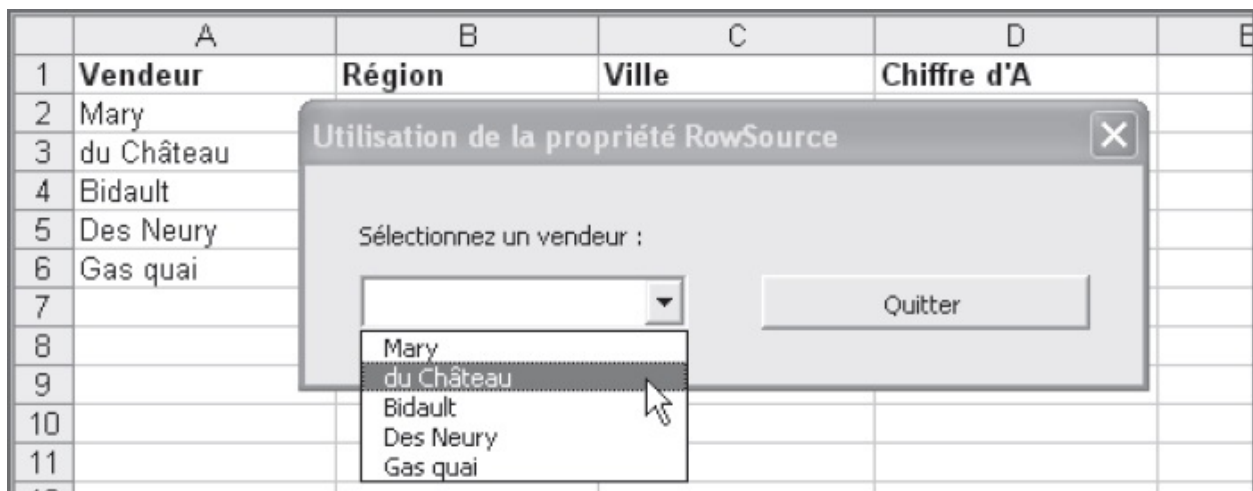 A B C D E
1 Vendeur Région Ville Chiffre d'A
2 Mary
3 du Château
4 Bidault
5 Des Neury
6 Gas quai
7
8
9
10
11
Utilisation de la propriété RowSource
Sélectionnez un vendeur :
Quitter
Mary
du Château
Bidault
Des Neury
Gas quai